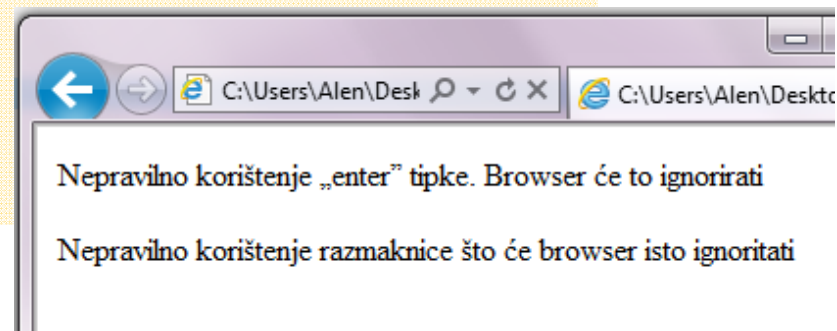 C:\Users\Alen\Desk
C:\Users\Alen\Deskto
Nepravilno korištenje „enter” tipke. Browser će to ignorirati
Nepravilno korištenje razmaknice što će browser isto ignoritati